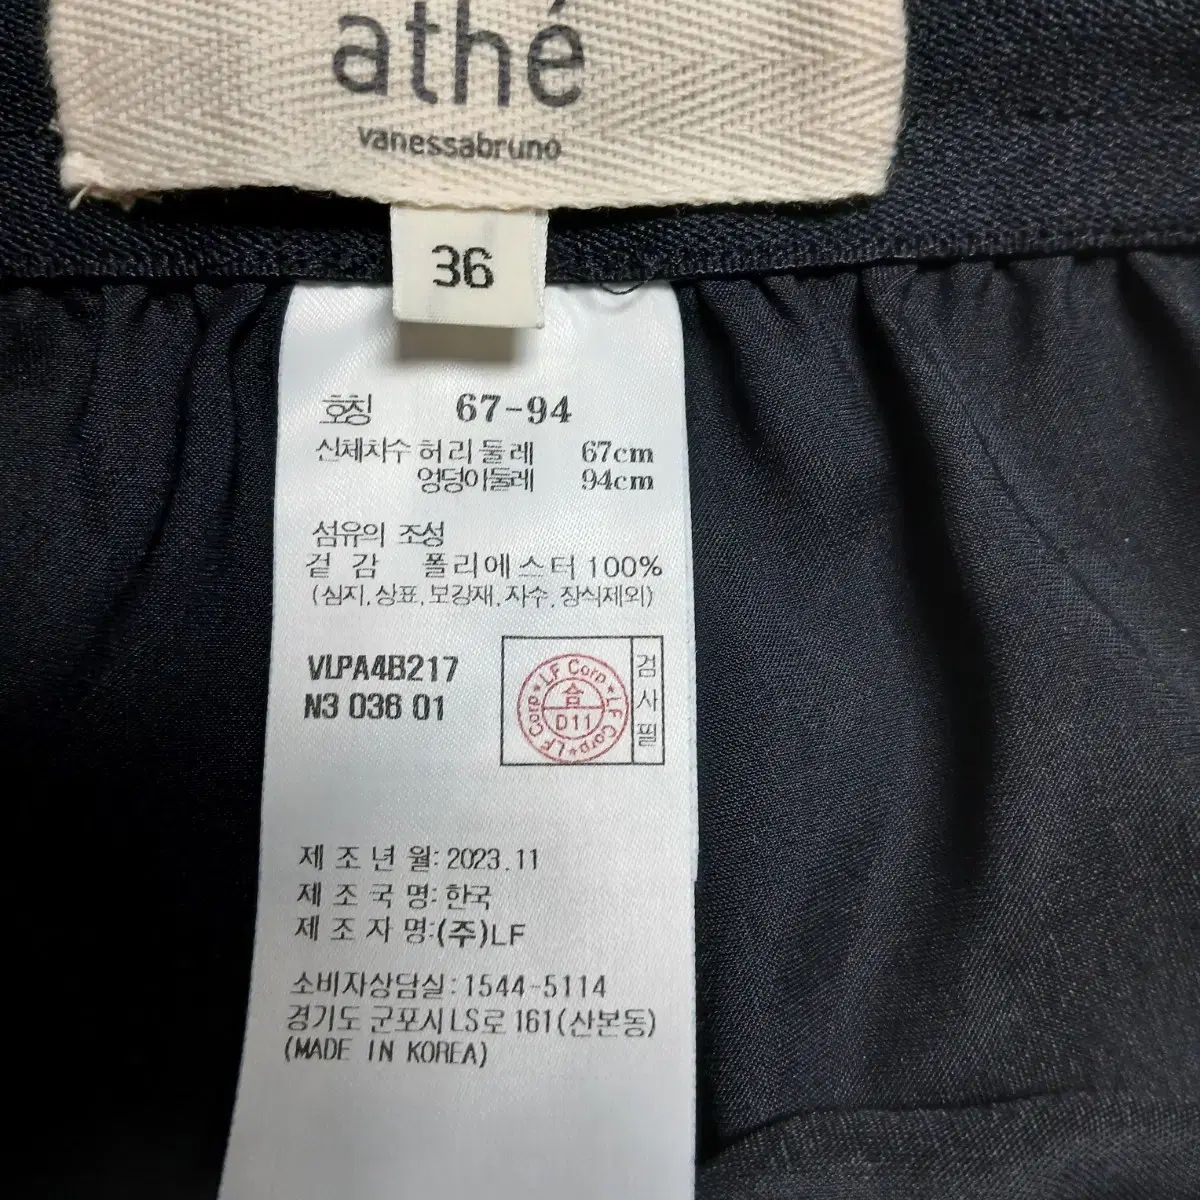 athé
vanessabruno
36
호칭 67-94
신체치수 허리둘레 67cm
엉덩이둘레 94cm
섬유의 조성
겉감 폴리에스터 100%
(심지,상표,보강재,자수,장식제외)
VLPA4B217
N3 036 01
LF Corp★LF Corp★LF Corp★
合
D11
검사필
제조년월:2023.11
제조국명:한국
제조자명:(주)LF
소비자상담실:1544-5114
경기도 군포시 LS로 161(산본동)
(MADE IN KOREA)